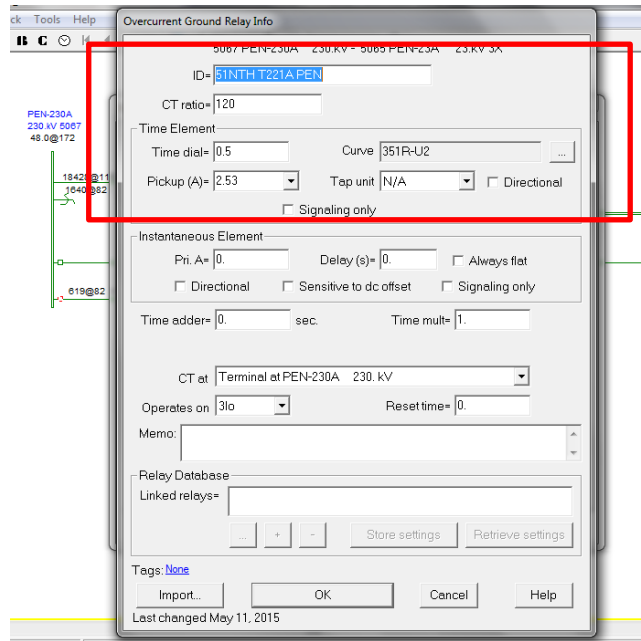 ck Tools Help
PEN-230A
230.kV 5067
48.0@172
18428@11
1640@82
619@82
Overcurrent Ground Relay Info
5067 PEN-230A 230.kV - 5065 PEN-23A 23.kV 3X
ID= 51NTH T221A PEN
CT ratio= 120
Time Element
Time dial= 0.5 Curve 351R-U2 ...
Pickup (A)= 2.53 Tap unit N/A Directional
Signaling only
Instantaneous Element
Pri. A= 0. Delay (s)= 0. Always flat
Directional Sensitive to dc offset Signaling only
Time adder= 0. sec. Time mult= 1.
CT at Terminal at PEN-230A 230. kV
Operates on 3Io Reset time= 0.
Memo:
Relay Database
Linked relays=
... + - Store settings Retrieve settings
Tags: None
Import... OK Cancel Help
Last changed May 11, 2015